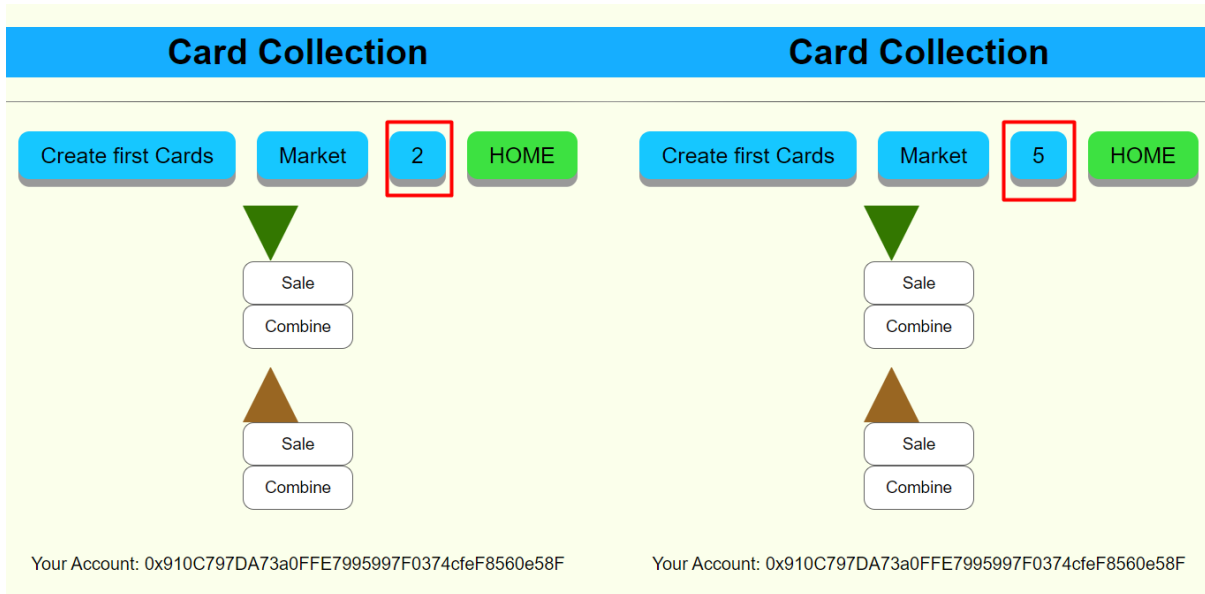 Card Collection
Create first Cards Market 2 HOME
Sale
Combine
Sale
Combine
Your Account: 0x910C797DA73a0FFE7995997F0374cfeF8560e58F
Card Collection
Create first Cards Market 5 HOME
Sale
Combine
Sale
Combine
Your Account: 0x910C797DA73a0FFE7995997F0374cfeF8560e58F